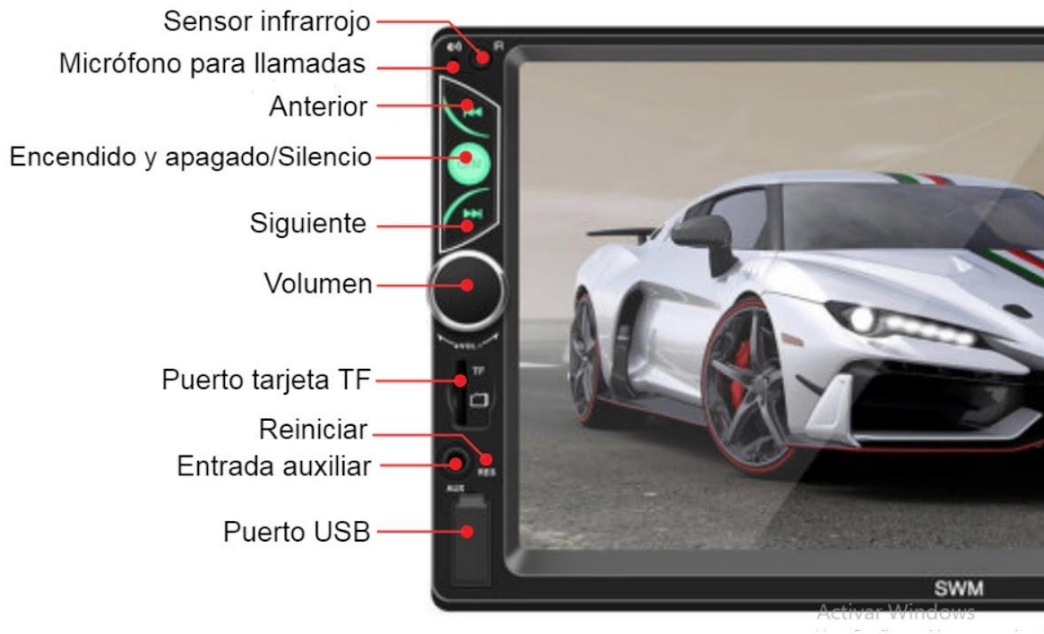 Sensor infrarrojo
IR
Micrófono para llamadas
Anterior
Encendido y apagado/Silencio
Siguiente
Volumen
VOL
Puerto tarjeta TF
TF
Reiniciar
Entrada auxiliar
RES
AUX
Puerto USB
SWM
Activar Windows